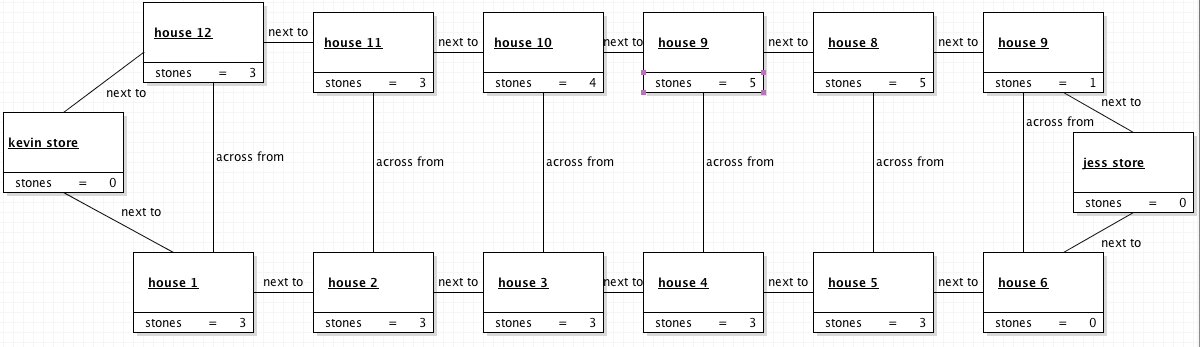 house 12
stones = 3
next to
house 11
stones = 3
next to
house 10
stones = 4
next to
house 9
stones = 5
next to
house 8
stones = 5
next to
house 9
stones = 1
next to
next to
kevin store
stones = 0
across from
across from
across from
across from
across from
across from
jess store
stones = 0
next to
next to
house 1
stones = 3
next to
house 2
stones = 3
next to
house 3
stones = 3
next to
house 4
stones = 3
next to
house 5
stones = 3
next to
house 6
stones = 0